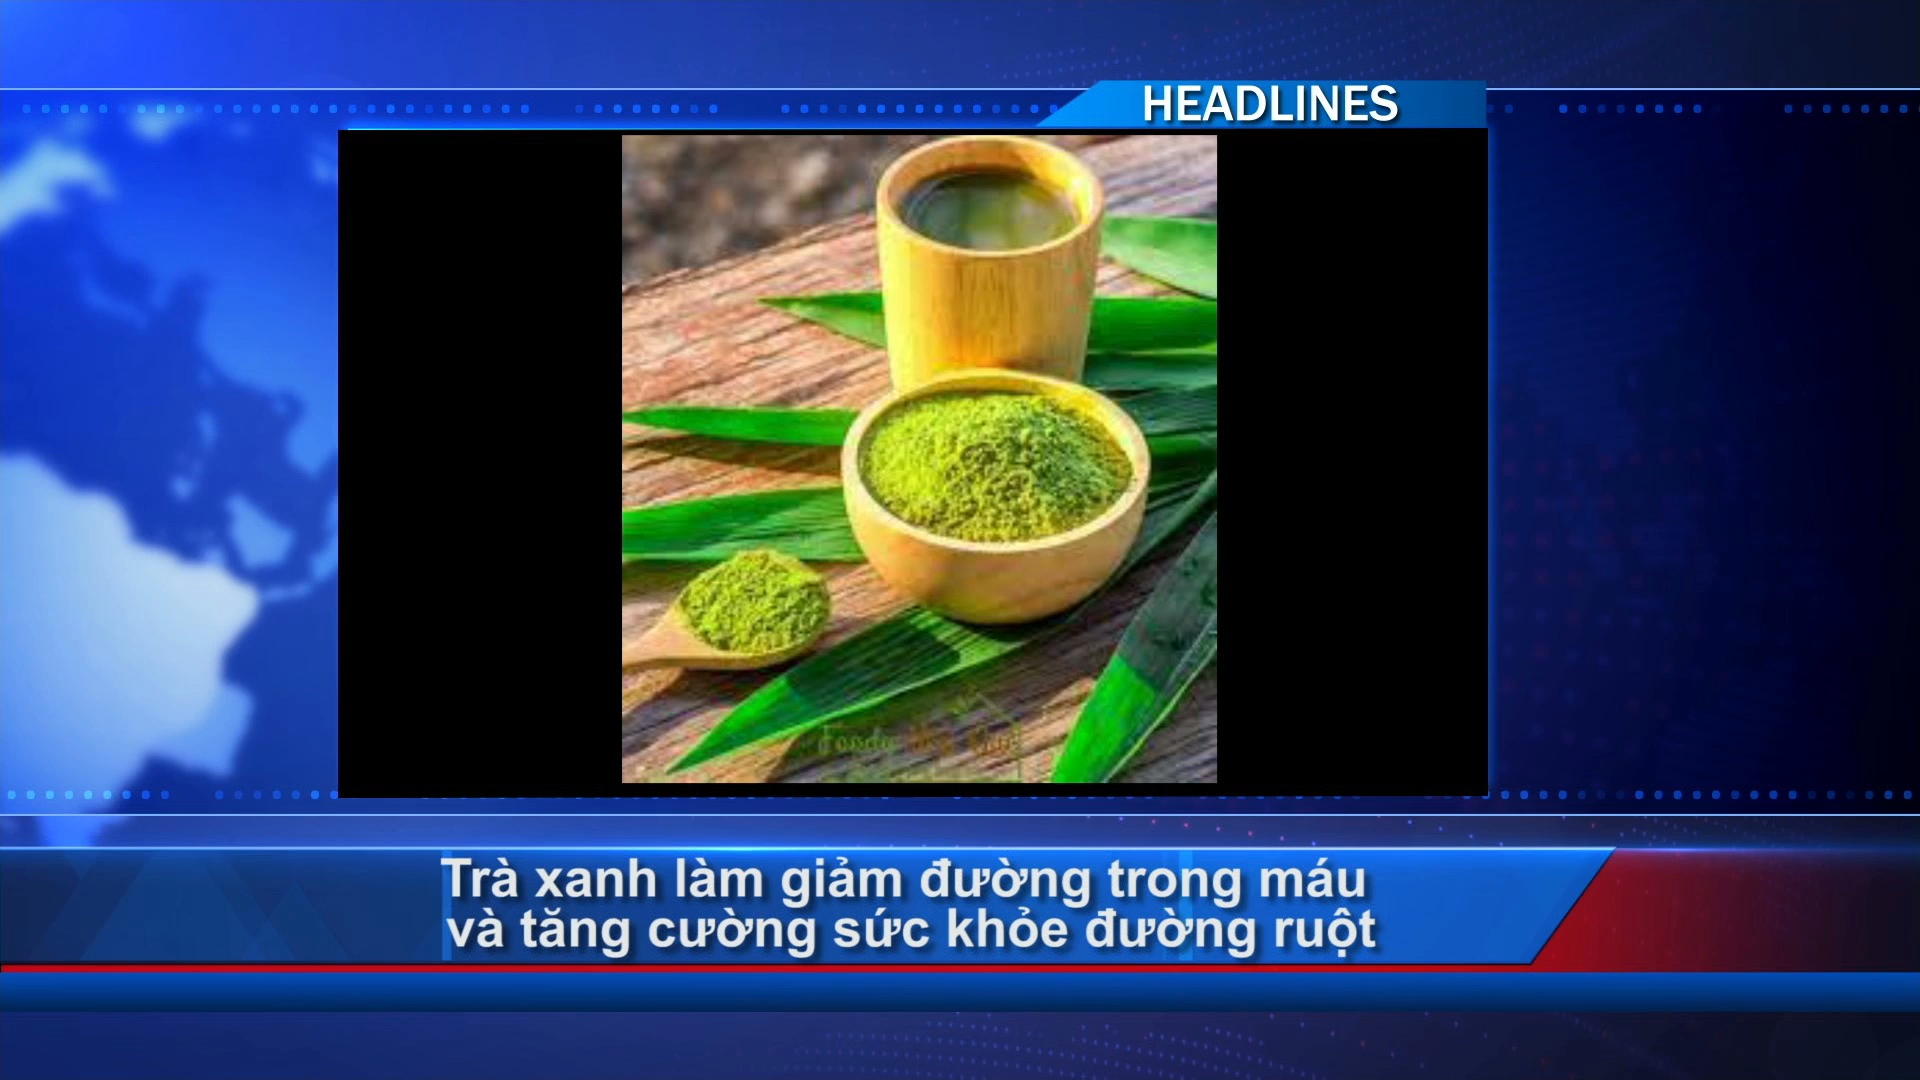 HEADLINES
Trà xanh làm giảm đường trong máu
và tăng cường sức khỏe đường ruột